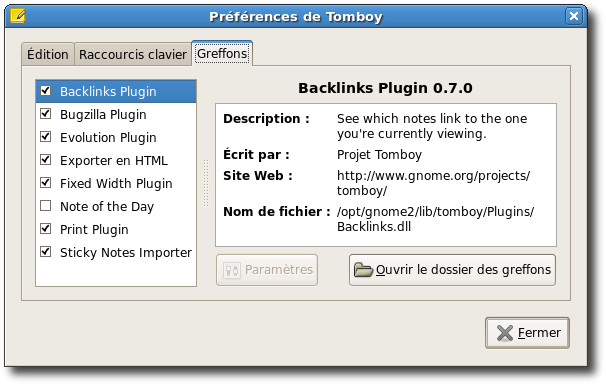 Préférences de Tomboy
Édition Raccourcis clavier Greffons
Backlinks Plugin
Bugzilla Plugin
Evolution Plugin
Exporter en HTML
Fixed Width Plugin
Note of the Day
Print Plugin
Sticky Notes Importer
Backlinks Plugin 0.7.0
Description : See which notes link to the one
you're currently viewing.
Écrit par : Projet Tomboy
Site Web : http://www.gnome.org/projects/
tomboy/
Nom de fichier : /opt/gnome2/lib/tomboy/Plugins/
Backlinks.dll
Paramètres Ouvrir le dossier des greffons
Fermer